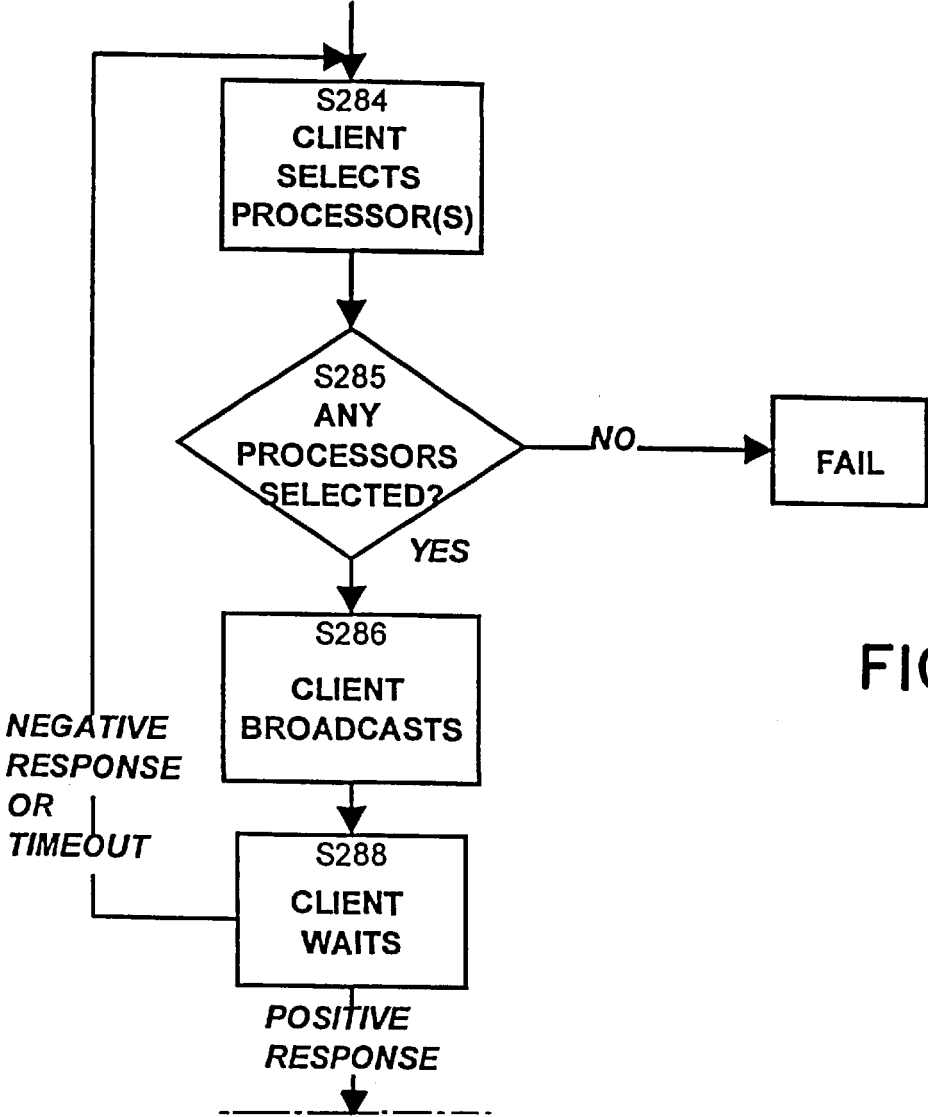 S284
CLIENT
SELECTS
PROCESSOR(S)
S285
ANY
PROCESSORS
SELECTED?
NO
FAIL
YES
S286
CLIENT
BROADCASTS
FIG
NEGATIVE
RESPONSE
OR
TIMEOUT
S288
CLIENT
WAITS
POSITIVE
RESPONSE